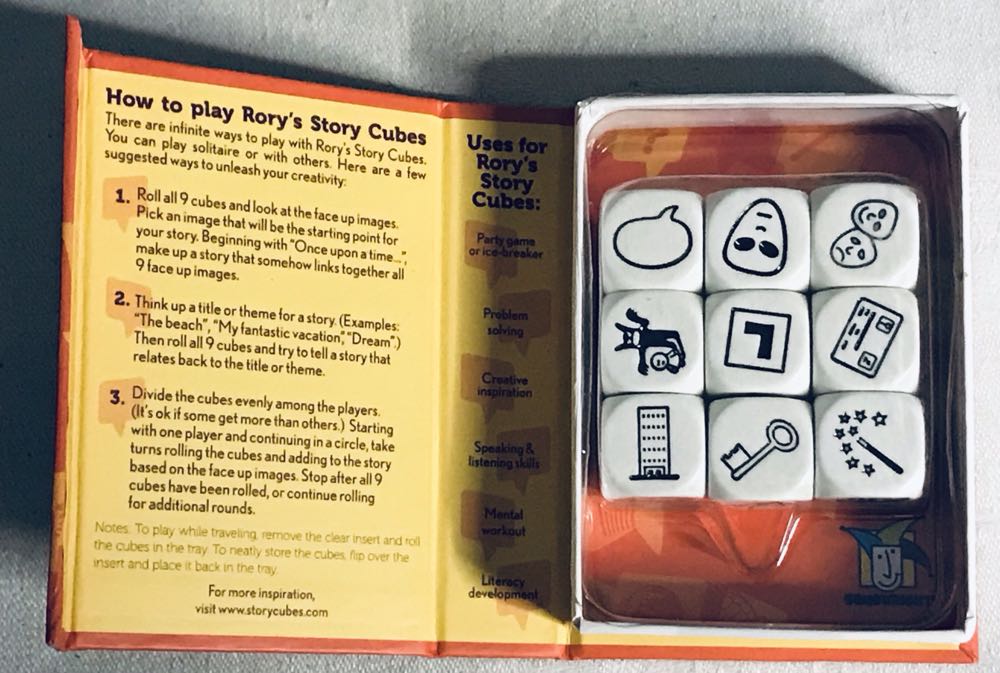 How to play Rory's Story Cubes
There are infinite ways to play with Rory's Story Cubes.
You can play solitaire or with others. Here are a few
suggested ways to unleash your creativity:
1. Roll all 9 cubes and look at the face up images.
Pick an image that will be the starting point for
your story. Beginning with "Once upon a time...",
make up a story that somehow links together all
9 face up images.
2. Think up a title or theme for a story. (Examples:
"The beach", "My fantastic vacation", "Dream".)
Then roll all 9 cubes and try to tell a story that
relates back to the title or theme.
3. Divide the cubes evenly among the players.
(It's ok if some get more than others.) Starting
with one player and continuing in a circle, take
turns rolling the cubes and adding to the story
based on the face up images. Stop after all 9
cubes have been rolled, or continue rolling
for additional rounds.
Notes: To play while traveling, remove the clear insert and roll
the cubes in the tray. To neatly store the cubes, flip over the
insert and place it back in the tray.
For more inspiration,
visit www.storycubes.com
Uses for
Rory's
Story
Cubes:
Party game
or ice-breaker
Problem
solving
Creative
inspiration
Speaking &
listening skills
Mental
workout
Literacy
development
L
GAMEWRIGHT